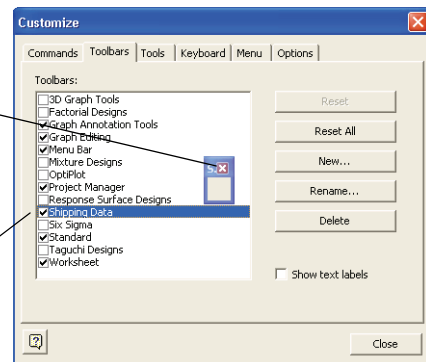 Customize
Commands Toolbars Tools Keyboard Menu Options
Toolbars:
3D Graph Tools
Factorial Designs
Graph Annotation Tools
Graph Editing
Menu Bar
Mixture Designs
OptiPlot
Project Manager
Response Surface Designs
Shipping Data
Six Sigma
Standard
Taguchi Designs
Worksheet
Reset
Reset All
New...
Rename...
Delete
Show text labels
Close